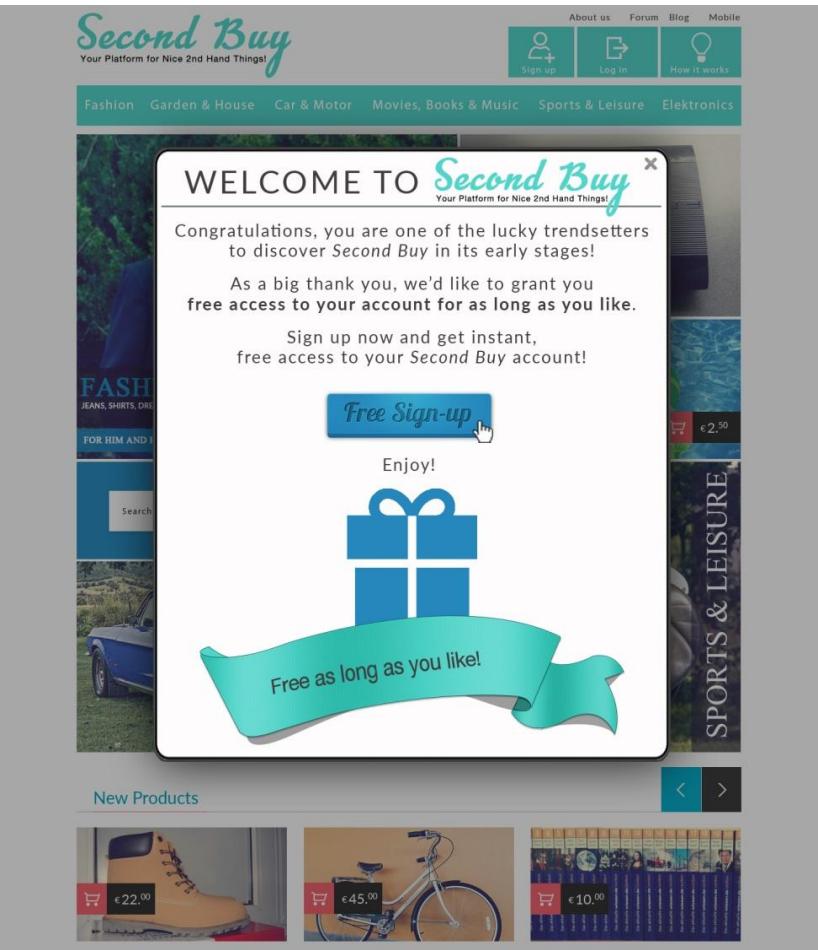 Second Buy
Your Platform for Nice 2nd Hand Things!
About us Forum Blog Mobile
Sign up Log in How it works
Fashion Garden & House Car & Motor Movies, Books & Music Sports & Leisure Elektronics
WELCOME TO Second Buy
Your Platform for Nice 2nd Hand Things!
Congratulations, you are one of the lucky trendsetters
to discover Second Buy in its early stages!
As a big thank you, we'd like to grant you
free access to your account for as long as you like.
Sign up now and get instant,
free access to your Second Buy account!
Free Sign-up
Enjoy!
Free as long as you like!
JEANS, SHIRTS,
FOR HIM AND
€2.50
Search
SPORTS & LEISURE
New Products
€22.00
€45.00
€10.00